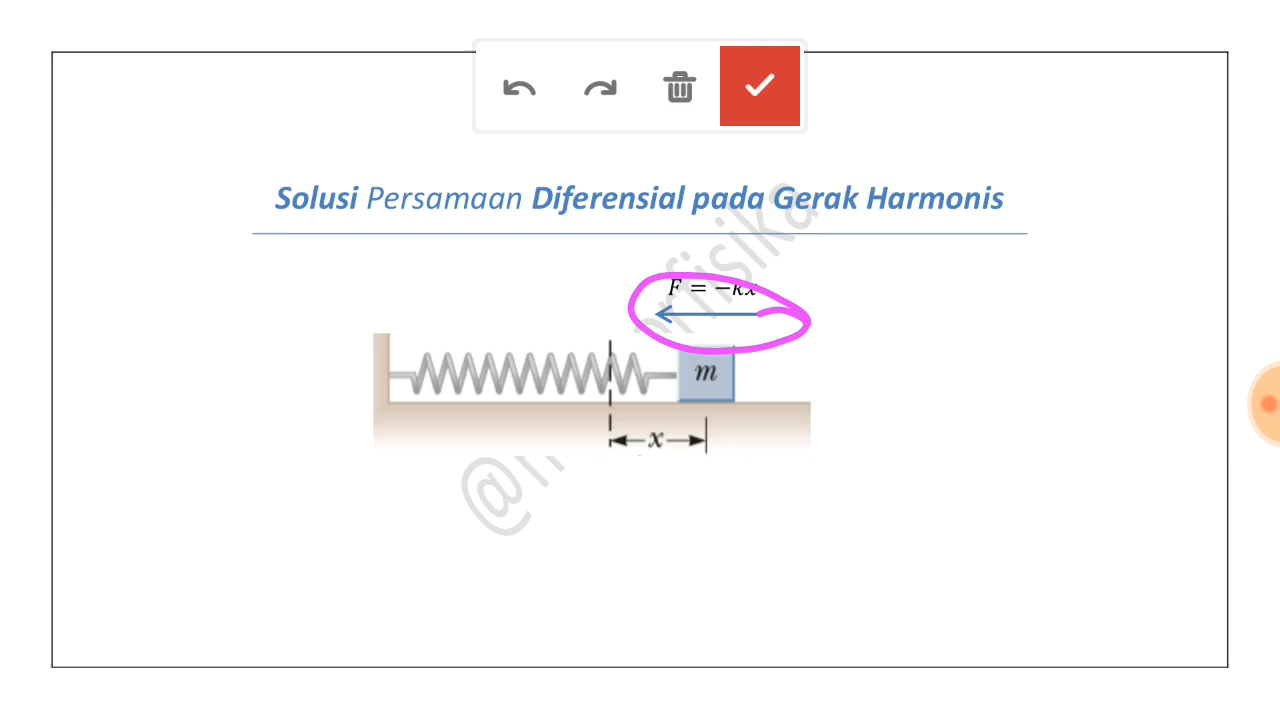 Solusi Persamaan Diferensial pada Gerak Harmonis
F = −kx
m
x